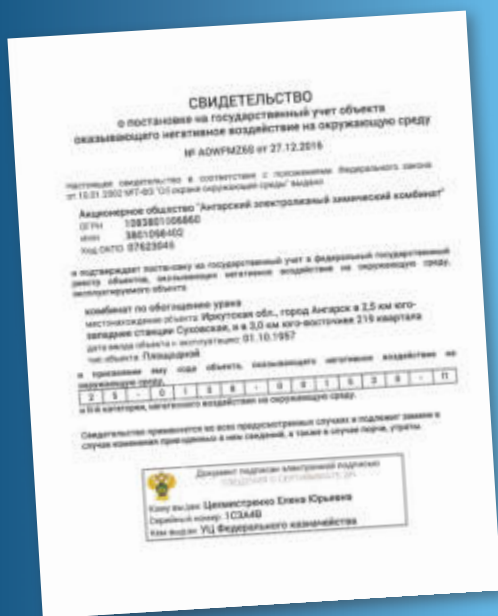 СВИДЕТЕЛЬСТВО
о постановке на государственный учет объекта
оказывающего негативное воздействие на окружающую среду
№ AOWFMZ60 от 27.12.2016
настоящее свидетельство в соответствии с положениями Федерального закона
от 10.01.2002 №7-ФЗ "Об охране окружающей среды" выдано
Акционерное общество "Ангарский электролизный химический комбинат"
ОГРН 1083801006860
ИНН 3801098402
Код ОКПО 07623046
и подтверждает постановку на государственный учет в федеральный государственный
реестр объектов, оказывающих негативное воздействие на окружающую среду,
эксплуатируемого объекта
комбинат по обогащению урана
местонахождение объекта: Иркутская обл., город Ангарск в 2,5 км юго-
западнее станции Суховская, и в 3,0 км юго-восточнее 219 квартала
дата ввода объекта в эксплуатацию: 01.10.1957
тип объекта: Площадной
и присвоении ему кода объекта, оказывающего негативное воздействие на
окружающую среду,
25-0138-001538-П
и II-й категории, негативного воздействия на окружающую среду.
Свидетельство применяется во всех предусмотренных случаях и подлежит замене в
случае изменения приведенных в нем сведений, а также в случае порчи, утраты.
Документ подписан электронной подписью
Кому выдан: Цехмистренко Елена Юрьевна
Серийный номер: 1C3A4B
Кем выдан: УЦ Федерального казначейства